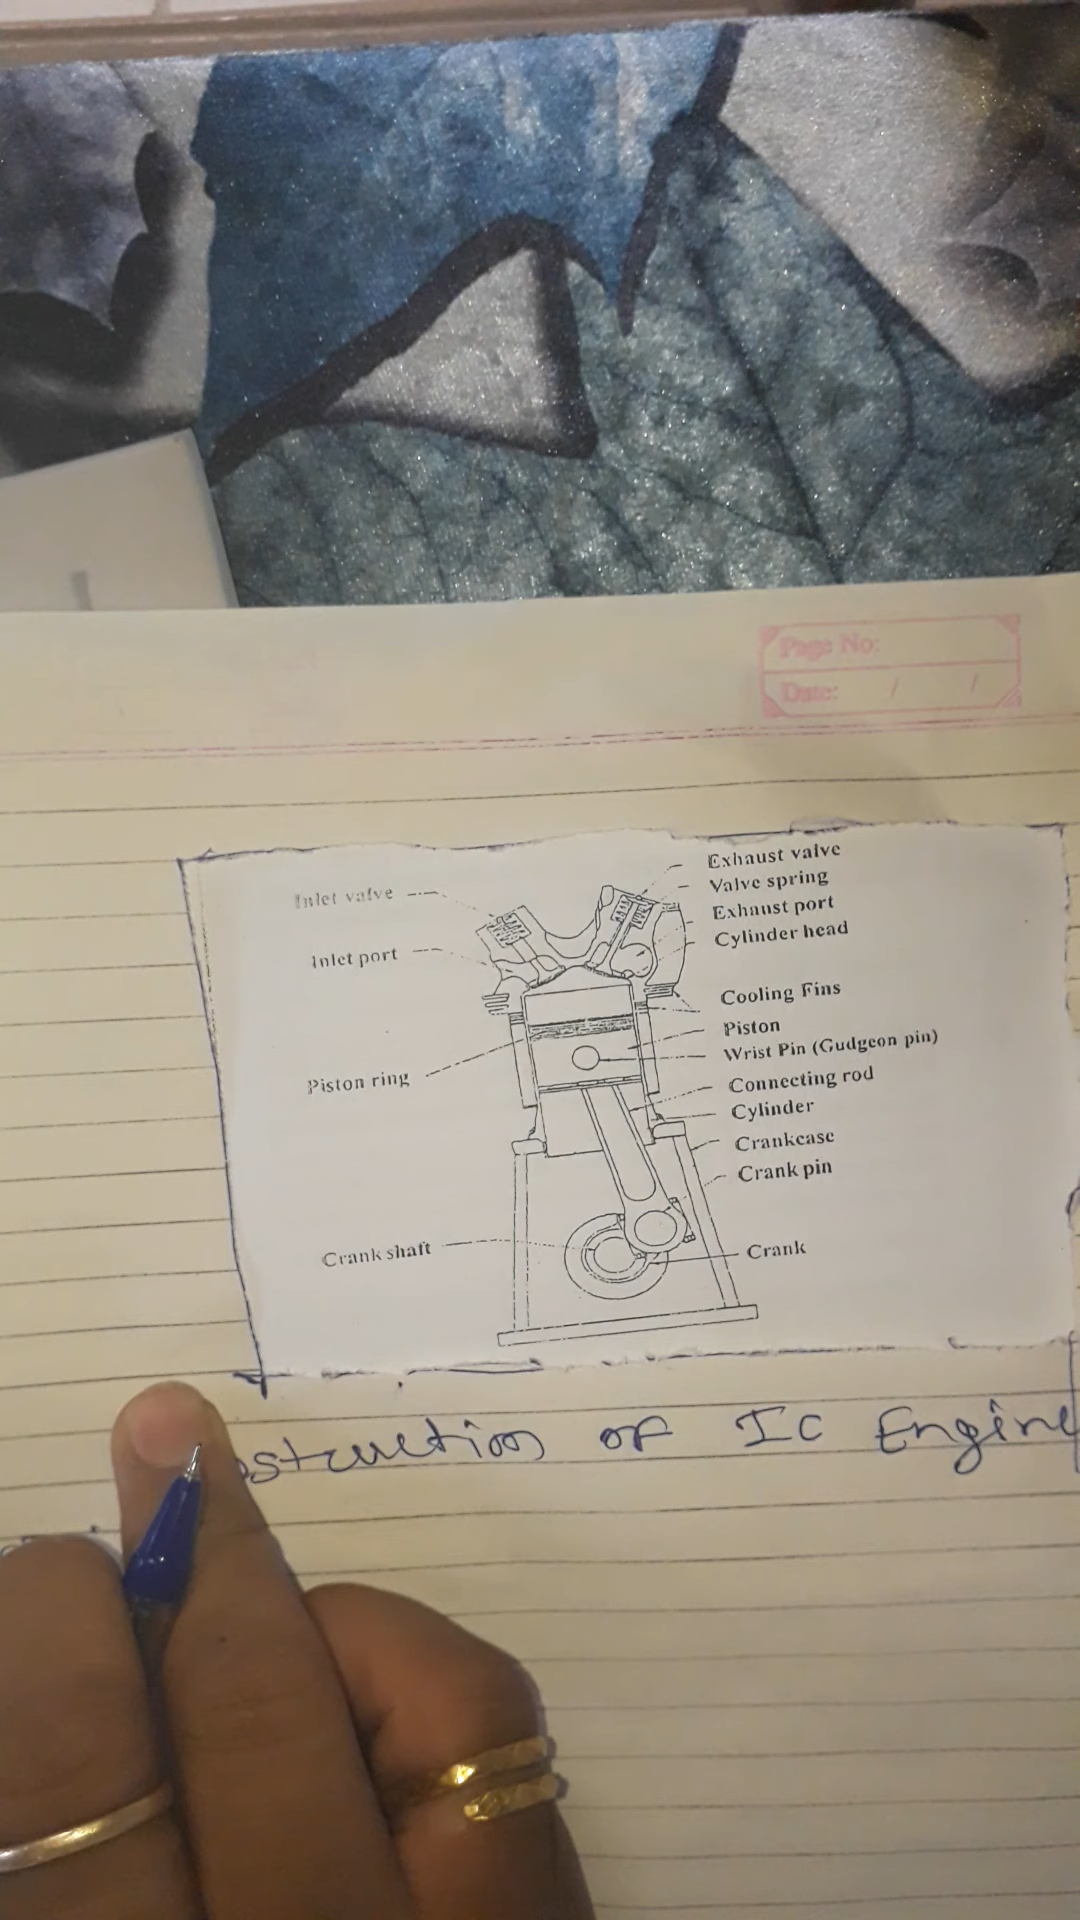 Page No:
Date: / /
Inlet valve
Inlet port
Piston ring
Crank shaft
Exhaust valve
Valve spring
Exhaust port
Cylinder head
Cooling Fins
Piston
Wrist Pin (Gudgeon pin)
Connecting rod
Cylinder
Crankcase
Crank pin
Crank
of IC Engine